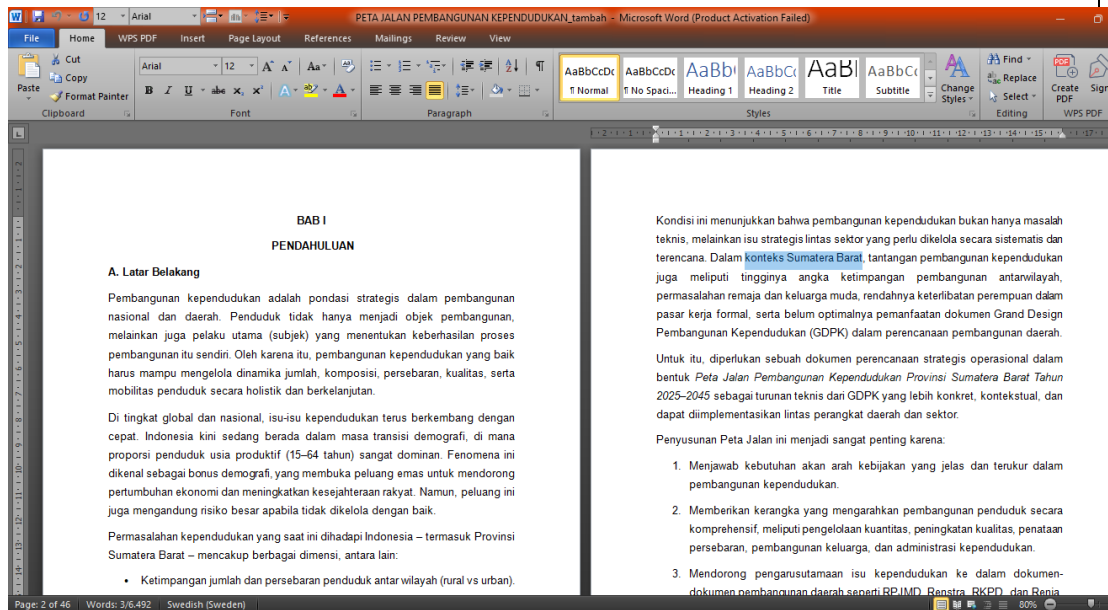 PETA JALAN PEMBANGUNAN KEPENDUDUKAN_tambah - Microsoft Word (Product Activation Failed)
File Home WPS PDF Insert Page Layout References Mailings Review View
Cut
Copy
Format Painter
Paste
Clipboard
Arial 12
Font
Paragraph
AaBbCcDc AaBbCcDc AaBb( AaBbCc AaB AaBbCc
¶ Normal ¶ No Spaci... Heading 1 Heading 2 Title Subtitle
Change Styles
Styles
Find
Replace
Select
Editing
Create PDF
Sign
WPS PDF
BAB I
PENDAHULUAN
A. Latar Belakang
Pembangunan kependudukan adalah pondasi strategis dalam pembangunan
nasional dan daerah. Penduduk tidak hanya menjadi objek pembangunan,
melainkan juga pelaku utama (subjek) yang menentukan keberhasilan proses
pembangunan itu sendiri. Oleh karena itu, pembangunan kependudukan yang baik
harus mampu mengelola dinamika jumlah, komposisi, persebaran, kualitas, serta
mobilitas penduduk secara holistik dan berkelanjutan.
Di tingkat global dan nasional, isu-isu kependudukan terus berkembang dengan
cepat. Indonesia kini sedang berada dalam masa transisi demografi, di mana
proporsi penduduk usia produktif (15–64 tahun) sangat dominan. Fenomena ini
dikenal sebagai bonus demografi, yang membuka peluang emas untuk mendorong
pertumbuhan ekonomi dan meningkatkan kesejahteraan rakyat. Namun, peluang ini
juga mengandung risiko besar apabila tidak dikelola dengan baik.
Permasalahan kependudukan yang saat ini dihadapi Indonesia – termasuk Provinsi
Sumatera Barat – mencakup berbagai dimensi, antara lain:
• Ketimpangan jumlah dan persebaran penduduk antar wilayah (rural vs urban).
Kondisi ini menunjukkan bahwa pembangunan kependudukan bukan hanya masalah
teknis, melainkan isu strategis lintas sektor yang perlu dikelola secara sistematis dan
terencana. Dalam konteks Sumatera Barat, tantangan pembangunan kependudukan
juga meliputi tingginya angka ketimpangan pembangunan antarwilayah,
permasalahan remaja dan keluarga muda, rendahnya keterlibatan perempuan dalam
pasar kerja formal, serta belum optimalnya pemanfaatan dokumen Grand Design
Pembangunan Kependudukan (GDPK) dalam perencanaan pembangunan daerah.
Untuk itu, diperlukan sebuah dokumen perencanaan strategis operasional dalam
bentuk Peta Jalan Pembangunan Kependudukan Provinsi Sumatera Barat Tahun
2025–2045 sebagai turunan teknis dari GDPK yang lebih konkret, kontekstual, dan
dapat diimplementasikan lintas perangkat daerah dan sektor.
Penyusunan Peta Jalan ini menjadi sangat penting karena:
1. Menjawab kebutuhan akan arah kebijakan yang jelas dan terukur dalam
pembangunan kependudukan.
2. Memberikan kerangka yang mengarahkan pembangunan penduduk secara
komprehensif, meliputi pengelolaan kuantitas, peningkatan kualitas, penataan
persebaran, pembangunan keluarga, dan administrasi kependudukan.
3. Mendorong pengarusutamaan isu kependudukan ke dalam dokumen-
dokumen pembangunan daerah seperti RPJMD, Renstra, RKPD, dan Renja.
Page: 2 of 46 Words: 3/6.492 Swedish (Sweden) 80%